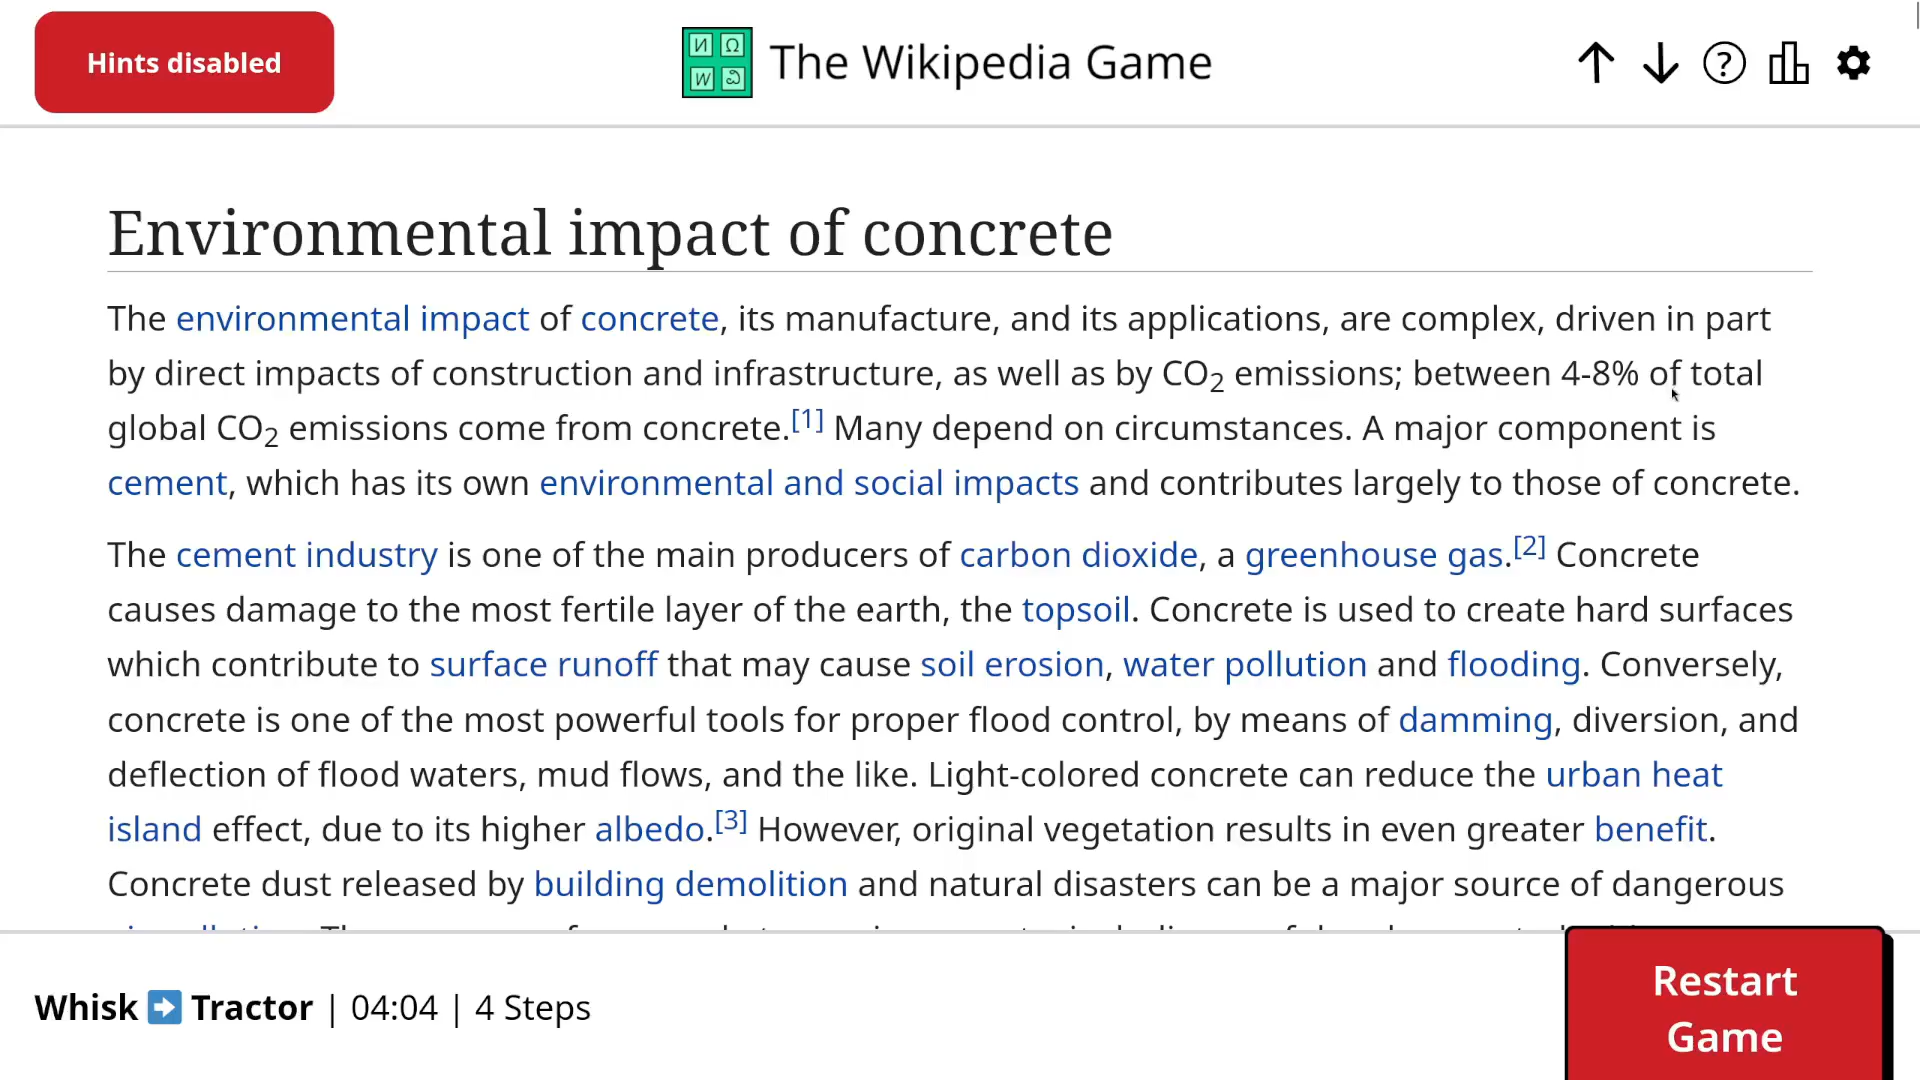 Hints disabled
The Wikipedia Game
Environmental impact of concrete
The environmental impact of concrete, its manufacture, and its applications, are complex, driven in part
by direct impacts of construction and infrastructure, as well as by CO₂ emissions; between 4-8% of total
global CO₂ emissions come from concrete.[1] Many depend on circumstances. A major component is
cement, which has its own environmental and social impacts and contributes largely to those of concrete.
The cement industry is one of the main producers of carbon dioxide, a greenhouse gas.[2] Concrete
causes damage to the most fertile layer of the earth, the topsoil. Concrete is used to create hard surfaces
which contribute to surface runoff that may cause soil erosion, water pollution and flooding. Conversely,
concrete is one of the most powerful tools for proper flood control, by means of damming, diversion, and
deflection of flood waters, mud flows, and the like. Light-colored concrete can reduce the urban heat
island effect, due to its higher albedo.[3] However, original vegetation results in even greater benefit.
Concrete dust released by building demolition and natural disasters can be a major source of dangerous
Whisk ➡ Tractor | 04:04 | 4 Steps
Restart
Game